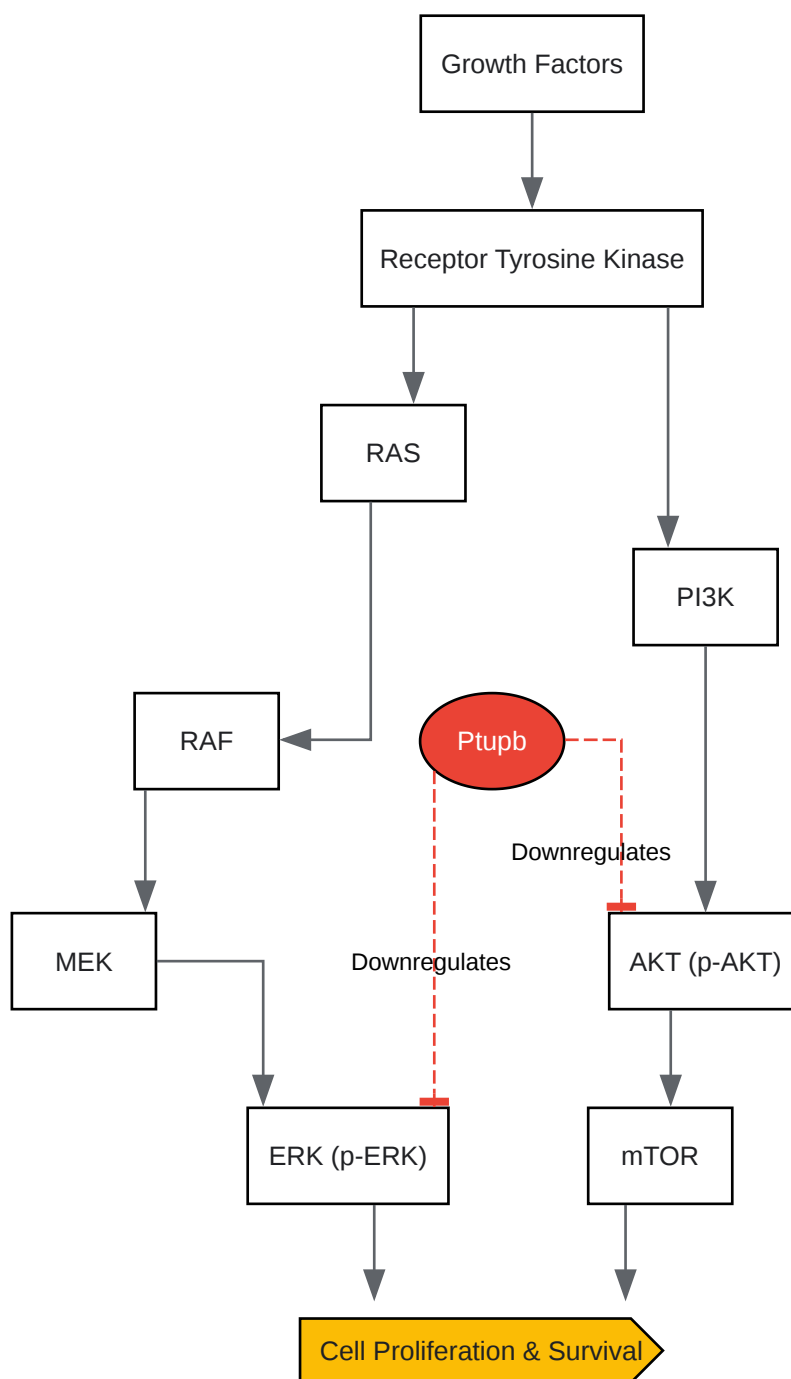 Growth Factors
Receptor Tyrosine Kinase
RAS
PI3K
RAF
Ptupb
Downregulates
MEK
Downregulates
AKT (p-AKT)
ERK (p-ERK)
mTOR
Cell Proliferation & Survival